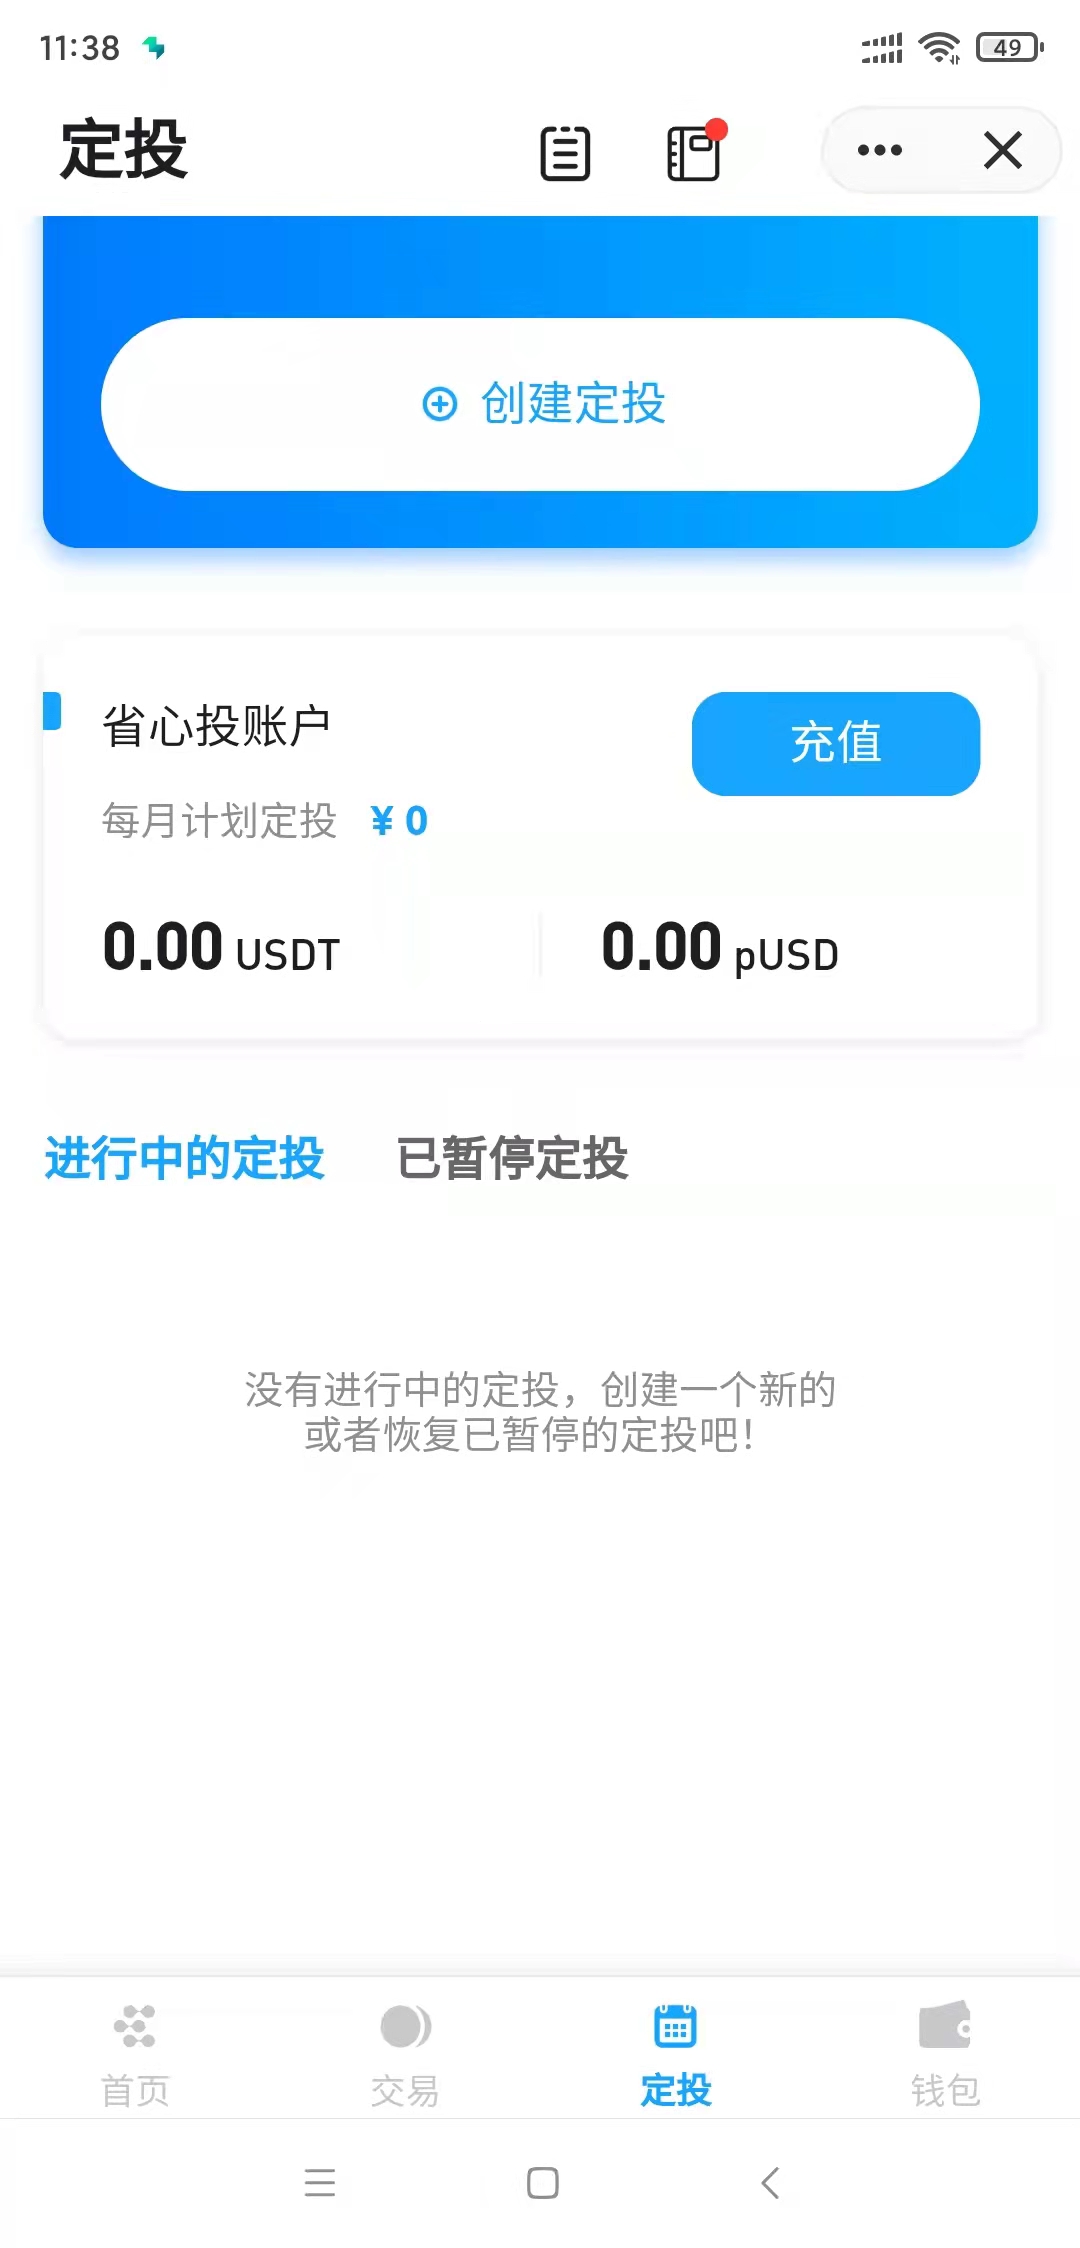 11:38
49
定投
创建定投
省心投账户
充值
每月计划定投 ¥ 0
0.00 USDT
0.00 pUSD
进行中的定投 已暂停定投
没有进行中的定投，创建一个新的
或者恢复已暂停的定投吧！
首页 交易 定投 钱包